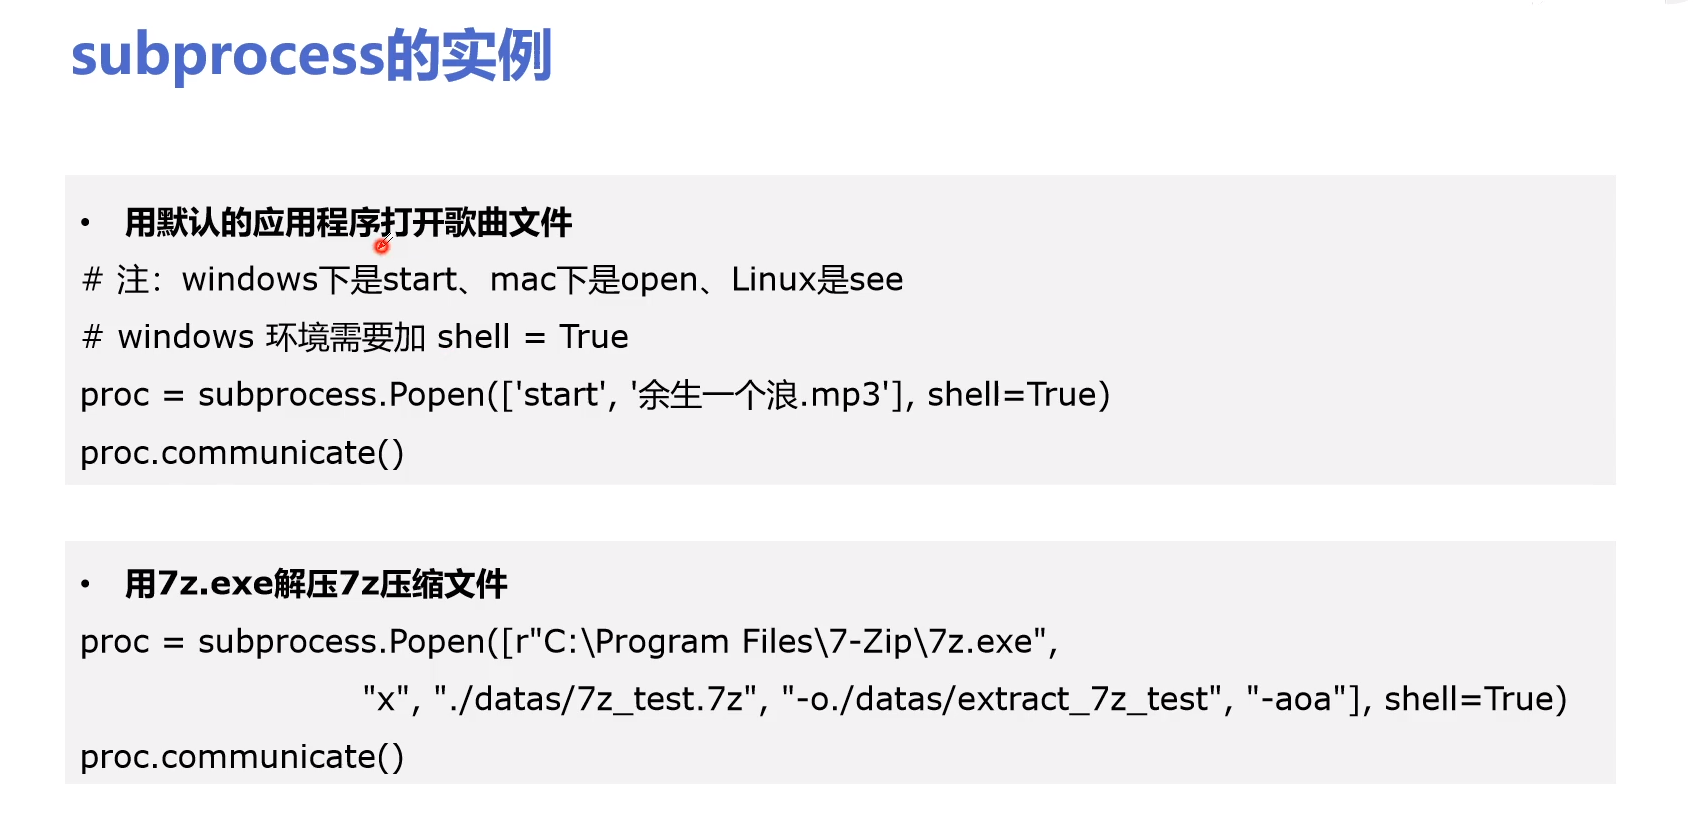 subprocess的实例
• 用默认的应用程序打开歌曲文件
# 注：windows下是start、mac下是open、Linux是see
# windows 环境需要加 shell = True
proc = subprocess.Popen(['start', '余生一个浪.mp3'], shell=True)
proc.communicate()
• 用7z.exe解压7z压缩文件
proc = subprocess.Popen([r"C:\Program Files\7-Zip\7z.exe",
"x", "./datas/7z_test.7z", "-o./datas/extract_7z_test", "-aoa"], shell=True)
proc.communicate()